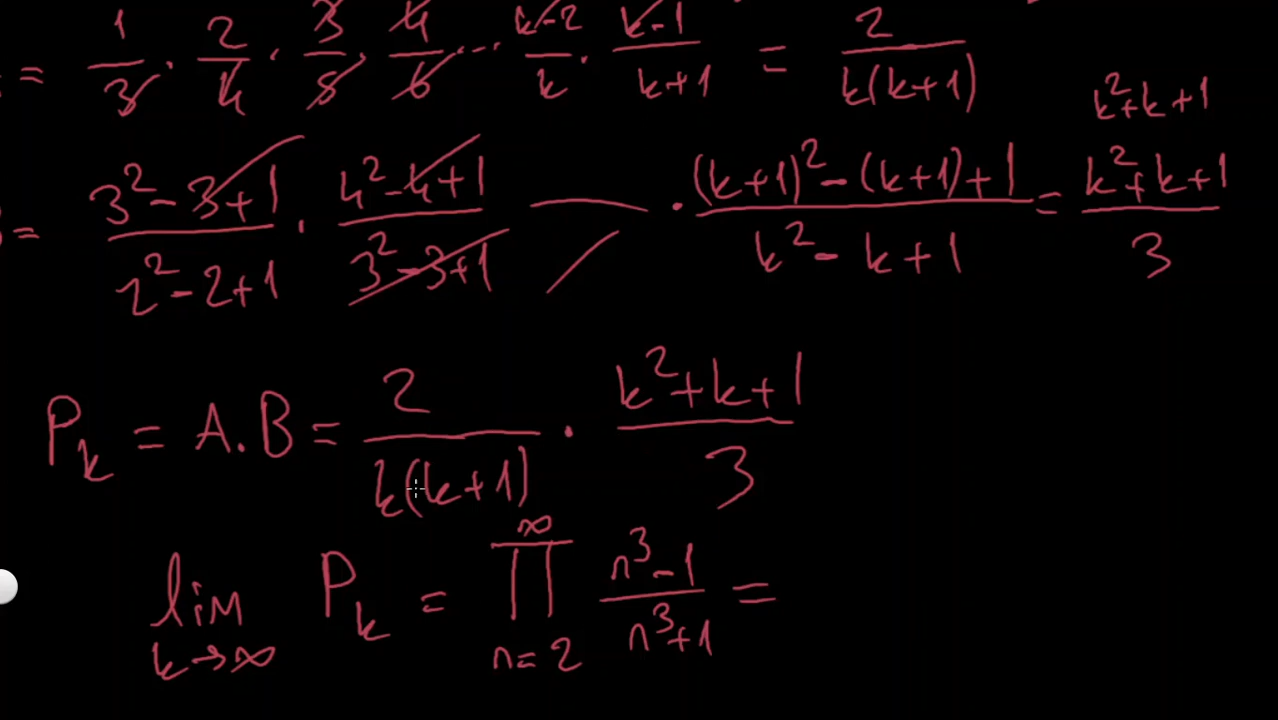 = 1/3 · 2/4 · 3/5 · 4/6 ... k-2/k · k-1/k+1 = 2/k(k+1)
k²+k+1
= 3²-3+1/2²-2+1 · 4²-4+1/3²-3+1 · (k+1)²-(k+1)+1/k²-k+1 = k²+k+1/3
P_k = A.B = 2/k(k+1) · k²+k+1/3
lim k→∞ P_k = ∏ n=2 ∞ n³-1/n³+1 =